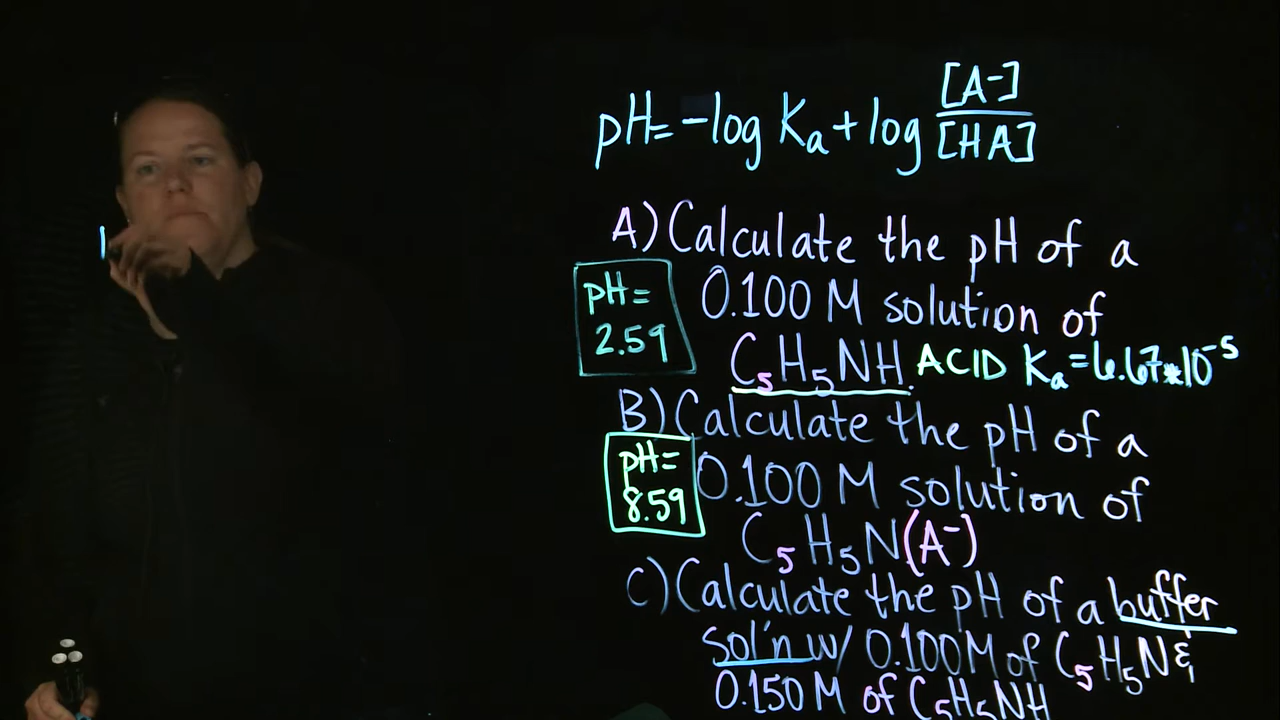 pH = -log Ka + log [A-]/[HA]
A) Calculate the pH of a
0.100 M solution of
C5H5NH. ACID Ka = 6.67*10^-5
pH =
2.59
B) Calculate the pH of a
0.100 M solution of
C5H5N (A-)
pH =
8.59
C) Calculate the pH of a buffer
sol'n w/ 0.100 M of C5H5N &
0.150 M of C5H5NH